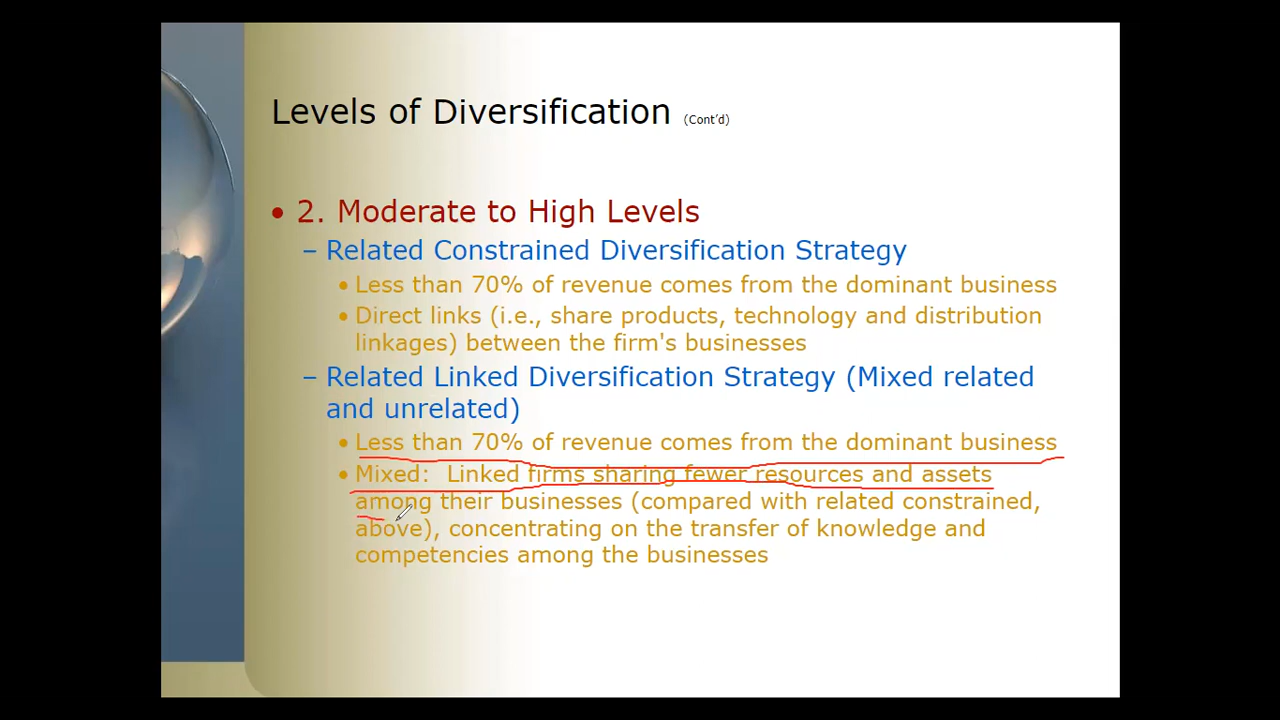 Levels of Diversification (Cont'd)
• 2. Moderate to High Levels
– Related Constrained Diversification Strategy
• Less than 70% of revenue comes from the dominant business
• Direct links (i.e., share products, technology and distribution
linkages) between the firm's businesses
– Related Linked Diversification Strategy (Mixed related
and unrelated)
• Less than 70% of revenue comes from the dominant business
• Mixed: Linked firms sharing fewer resources and assets
among their businesses (compared with related constrained,
above), concentrating on the transfer of knowledge and
competencies among the businesses